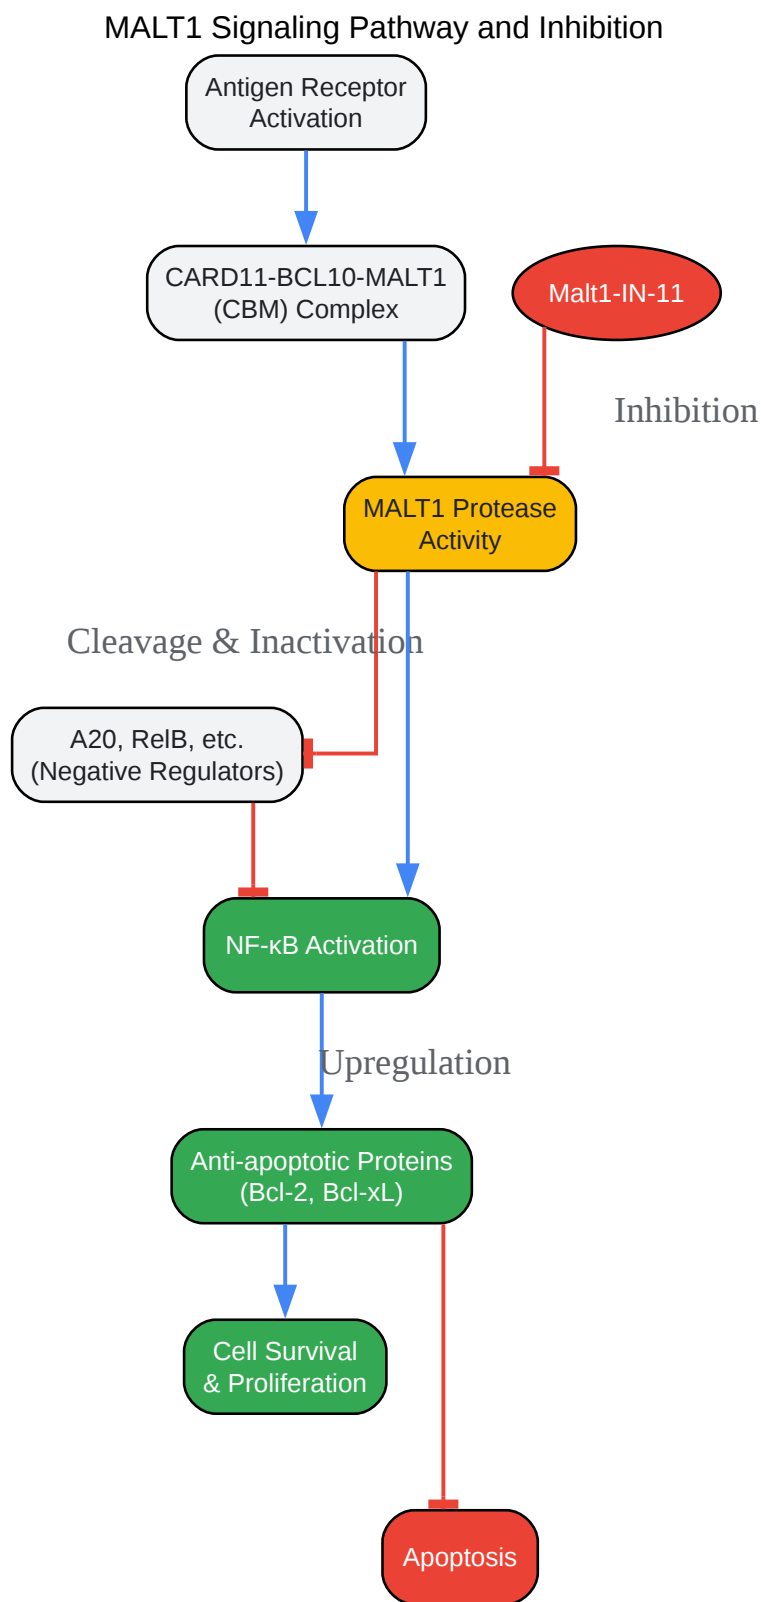 MALT1 Signaling Pathway and Inhibition
Antigen Receptor
Activation
CARD11-BCL10-MALT1
(CBM) Complex
Malt1-IN-11
Inhibition
MALT1 Protease
Activity
Cleavage & Inactivation
A20, RelB, etc.
(Negative Regulators)
NF-κB Activation
Upregulation
Anti-apoptotic Proteins
(Bcl-2, Bcl-xL)
Cell Survival
& Proliferation
Apoptosis